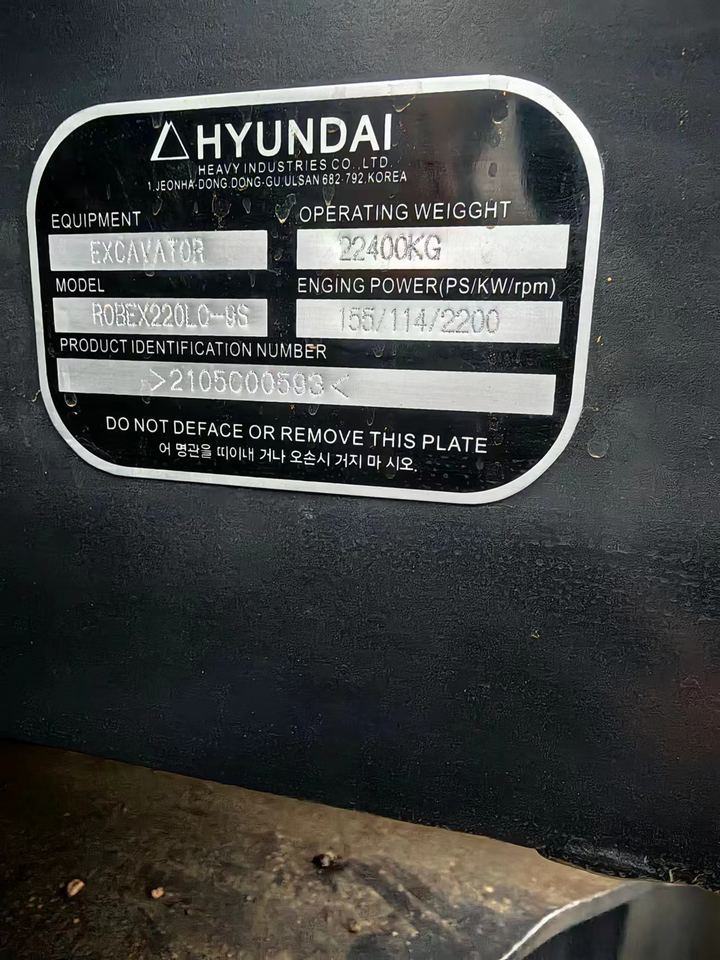 HYUNDAI
HEAVY INDUSTRIES CO., LTD.
1.JEONHA-DONG DONG-GU.ULSAN 682-792.KOREA
EQUIPMENT
EXCAVATOR
OPERATING WEIGGHT
22400KG
MODEL
ROBEX220LC-9S
ENGING POWER(PS/KW/rpm)
155/114/2200
PRODUCT IDENTIFICATION NUMBER
>2105C00593<
DO NOT DEFACE OR REMOVE THIS PLATE
어 명관을 띠이내 거나 오손시 거지 마 시오.